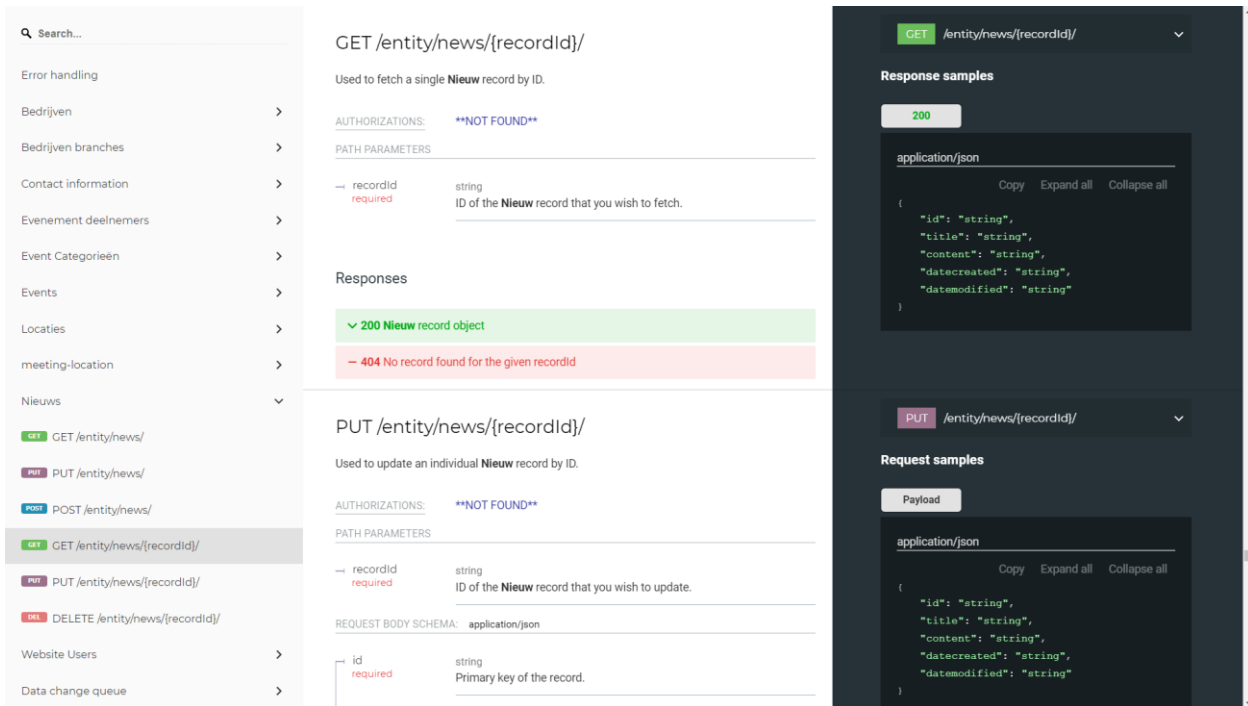 Search...
Error handling
Bedrijven
Bedrijven branches
Contact information
Evenement deelnemers
Event Categorieën
Events
Locaties
meeting-location
Nieuws
GET GET /entity/news/
PUT PUT /entity/news/
POST POST /entity/news/
GET GET /entity/news/{recordId}/
PUT PUT /entity/news/{recordId}/
DEL DELETE /entity/news/{recordId}/
Website Users
Data change queue
GET /entity/news/{recordId}/
Used to fetch a single Nieuw record by ID.
AUTHORIZATIONS: **NOT FOUND**
PATH PARAMETERS
recordId string
required ID of the Nieuw record that you wish to fetch.
Responses
200 Nieuw record object
404 No record found for the given recordId
PUT /entity/news/{recordId}/
Used to update an individual Nieuw record by ID.
AUTHORIZATIONS: **NOT FOUND**
PATH PARAMETERS
recordId string
required ID of the Nieuw record that you wish to update.
REQUEST BODY SCHEMA: application/json
id string
required Primary key of the record.
GET /entity/news/{recordId}/
Response samples
200
application/json
Copy Expand all Collapse all
{
"id": "string",
"title": "string",
"content": "string",
"datecreated": "string",
"datemodified": "string"
}
PUT /entity/news/{recordId}/
Request samples
Payload
application/json
Copy Expand all Collapse all
{
"id": "string",
"title": "string",
"content": "string",
"datecreated": "string",
"datemodified": "string"
}